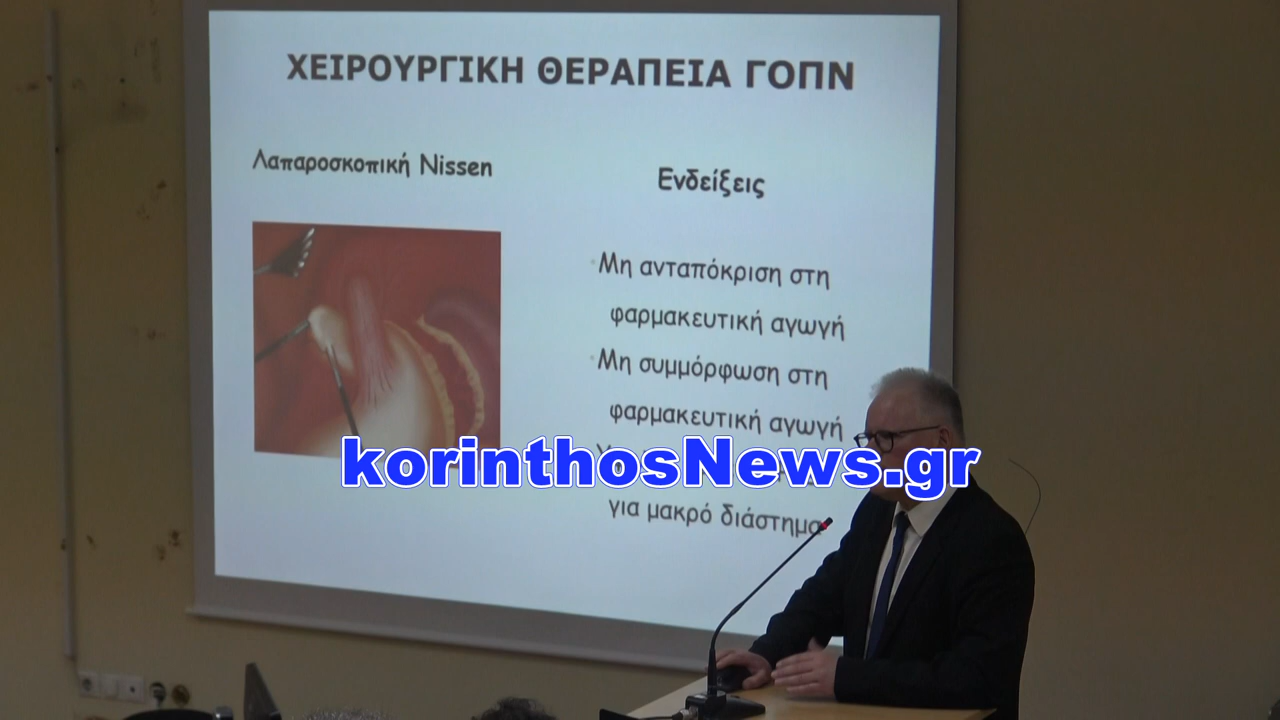 ΧΕΙΡΟΥΡΓΙΚΗ ΘΕΡΑΠΕΙΑ ΓΟΠΝ
Λαπαροσκοπική Nissen
Ενδείξεις
Μη ανταπόκριση στη
φαρμακευτική αγωγή
Μη συμμόρφωση στη
φαρμακευτική αγωγή
korinthosNews.gr
για μακρό διάστημα